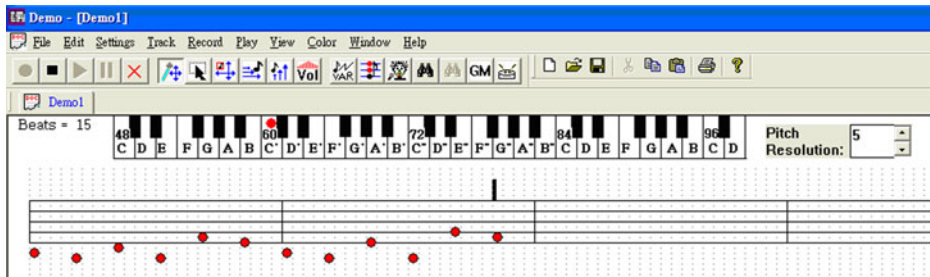 Demo - [Demo1]
File Edit Settings Track Record Play View Color Window Help
Vol VAR GM
Demo1
Beats = 15
48 60 72 84 96
C D E F G A B C' D' E' F' G' A' B' C" D" E" F" G" A" B" C D E F G A B C D
Pitch 5
Resolution: